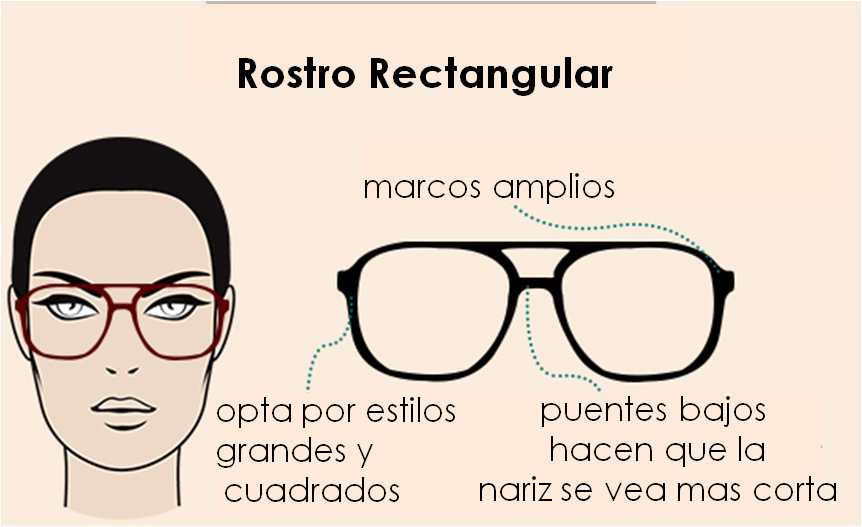 Rostro Rectangular
marcos amplios
opta por estilos
grandes y
cuadrados
puentes bajos
hacen que la
nariz se vea mas corta